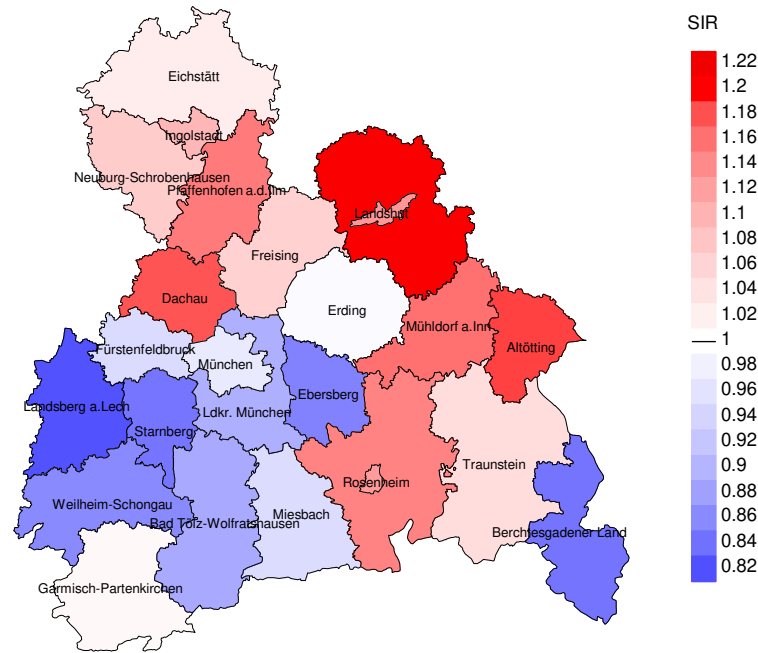 SIR
1.22
1.2
1.18
1.16
1.14
1.12
1.1
1.08
1.06
1.04
1.02
1
0.98
0.96
0.94
0.92
0.9
0.88
0.86
0.84
0.82
Eichstätt
Ingolstadt
Neuburg-Schrobenhausen
Pfaffenhofen a.d.Ilm
Landshut
Freising
Dachau
Erding
Mühldorf a.Inn
Altötting
Fürstenfeldbruck
München
Ebersberg
Landsberg a.Lech
Ldkr. München
Starnberg
Traunstein
Rosenheim
Weilheim-Schongau
Miesbach
Bad Tölz-Wolfratshausen
Berchtesgadener Land
Garmisch-Partenkirchen